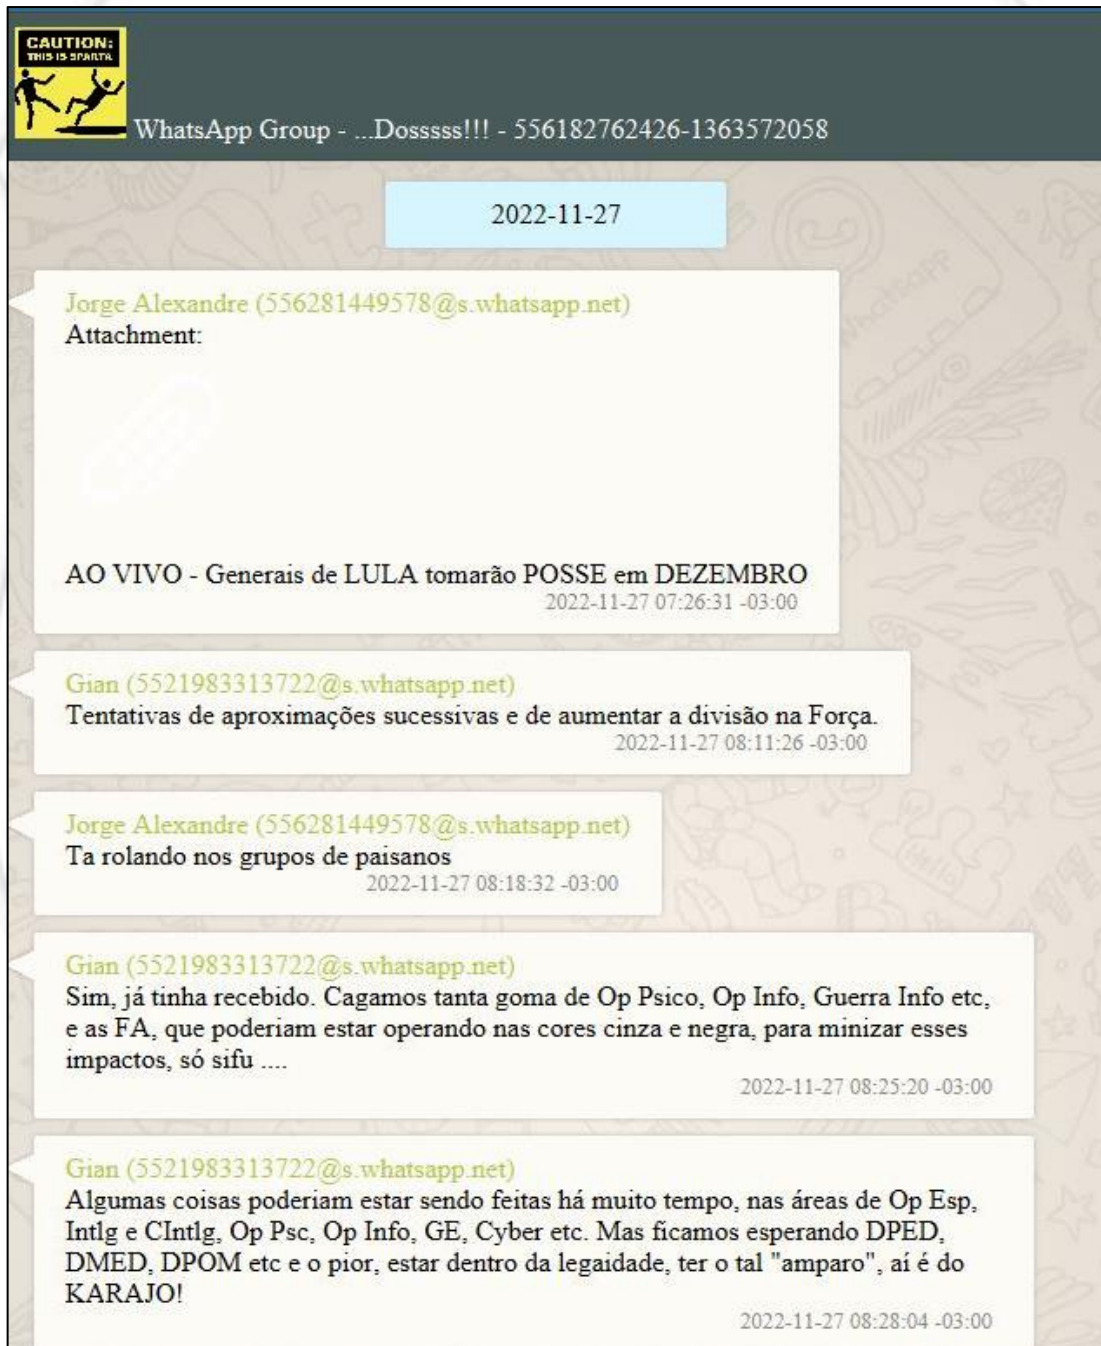 CAUTION:
THIS IS SPARTA
WhatsApp Group - ...Dosssss!!! - 556182762426-1363572058
2022-11-27
Jorge Alexandre (556281449578@s.whatsapp.net)
Attachment:
AO VIVO - Generais de LULA tomarão POSSE em DEZEMBRO
2022-11-27 07:26:31 -03:00
Gian (5521983313722@s.whatsapp.net)
Tentativas de aproximações sucessivas e de aumentar a divisão na Força.
2022-11-27 08:11:26 -03:00
Jorge Alexandre (556281449578@s.whatsapp.net)
Ta rolando nos grupos de paisanos
2022-11-27 08:18:32 -03:00
Gian (5521983313722@s.whatsapp.net)
Sim, já tinha recebido. Cagamos tanta goma de Op Psico, Op Info, Guerra Info etc,
e as FA, que poderiam estar operando nas cores cinza e negra, para minizar esses
impactos, só sifu ....
2022-11-27 08:25:20 -03:00
Gian (5521983313722@s.whatsapp.net)
Algumas coisas poderiam estar sendo feitas há muito tempo, nas áreas de Op Esp,
Intlg e CIntlg, Op Psc, Op Info, GE, Cyber etc. Mas ficamos esperando DPED,
DMED, DPOM etc e o pior, estar dentro da legaidade, ter o tal "amparo", aí é do
KARAJO!
2022-11-27 08:28:04 -03:00